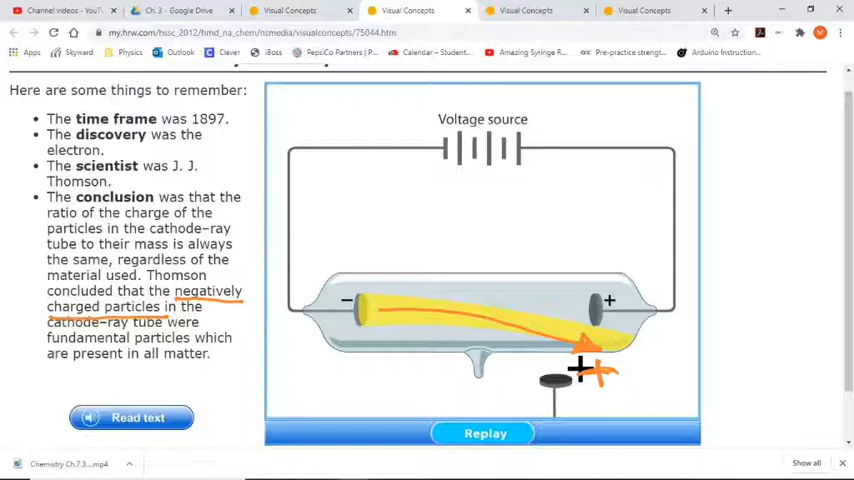 Channel videos - YouT
Ch. 3 - Google Drive
Visual Concepts
Visual Concepts
Visual Concepts
Visual Concepts
my.hrw.com/hssc_2012/hmd_na_chem/nsmedia/visualconcepts/75044.htm
Apps
Skyward
Physics
Outlook
Clever
iBoss
PepsiCo Partners | P...
Calendar – Student...
Amazing Syringe R...
Pre-practice strengt...
Arduino Instruction...
Here are some things to remember:
• The time frame was 1897.
• The discovery was the
electron.
• The scientist was J. J.
Thomson.
• The conclusion was that the
ratio of the charge of the
particles in the cathode–ray
tube to their mass is always
the same, regardless of the
material used. Thomson
concluded that the negatively
charged particles in the
cathode–ray tube were
fundamental particles which
are present in all matter.
Read text
Voltage source
−
+
+ +
Replay
Chemistry Ch.7.3....mp4
Show all